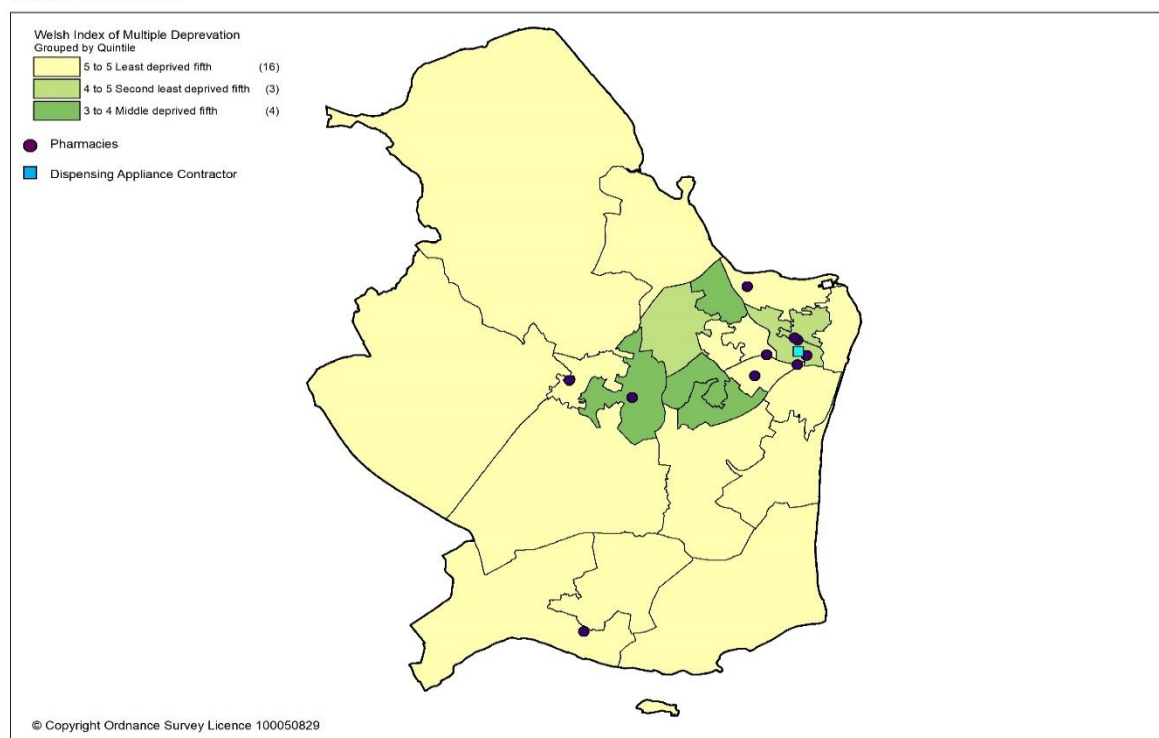 Welsh Index of Multiple Deprevation
Grouped by Quintile
5 to 5 Least deprived fifth (16)
4 to 5 Second least deprived fifth (3)
3 to 4 Middle deprived fifth (4)
Pharmacies
Dispensing Appliance Contractor
© Copyright Ordnance Survey Licence 100050829